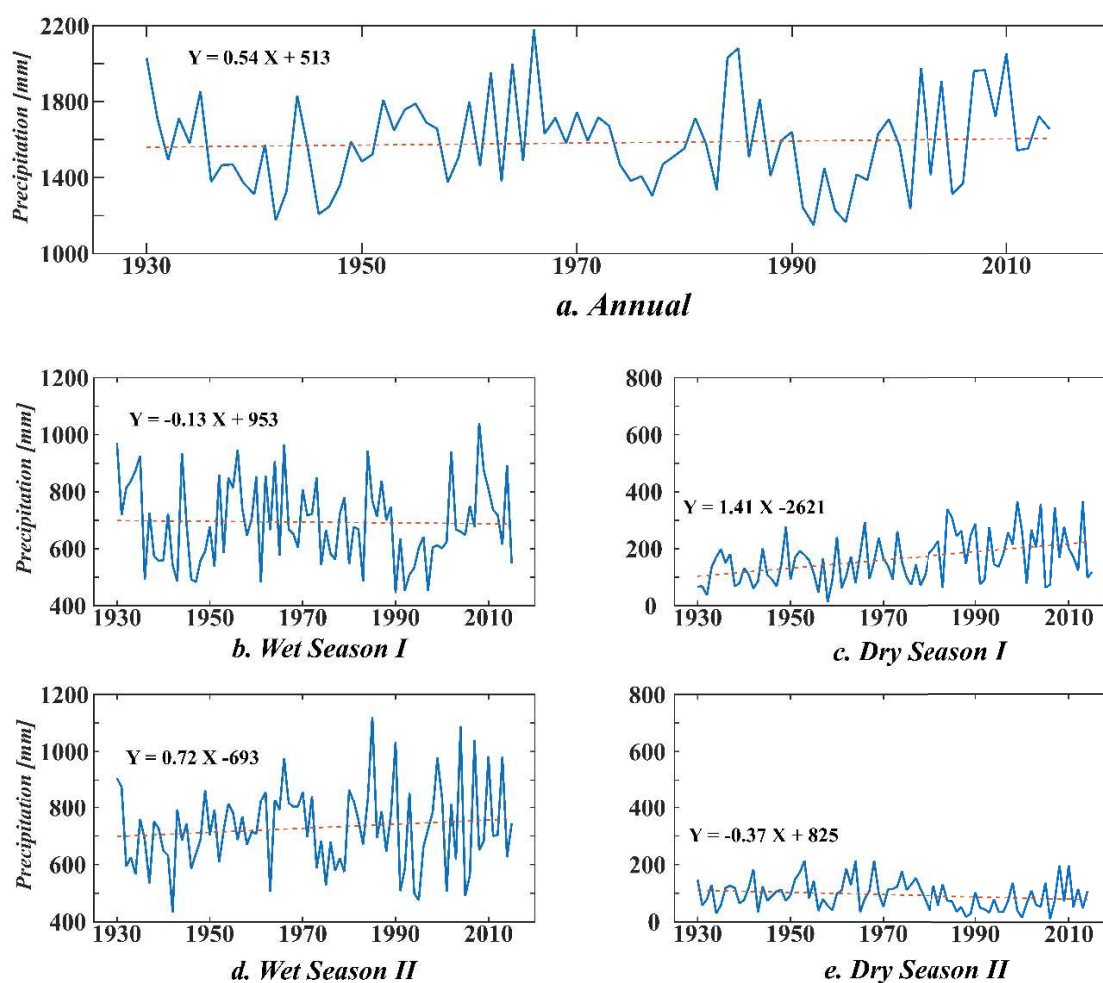 2200
Y = 0.54 X + 513
1800
1400
1000
Precipitation [mm]
1930 1950 1970 1990 2010
a. Annual
1200
Y = -0.13 X + 953
1000
800
600
400
Precipitation [mm]
1930 1950 1970 1990 2010
b. Wet Season I
800
600
Y = 1.41 X -2621
400
200
0
1930 1950 1970 1990 2010
c. Dry Season I
1200
Y = 0.72 X -693
1000
800
600
400
Precipitation [mm]
1930 1950 1970 1990 2010
d. Wet Season II
800
600
400
Y = -0.37 X + 825
200
0
1930 1950 1970 1990 2010
e. Dry Season II